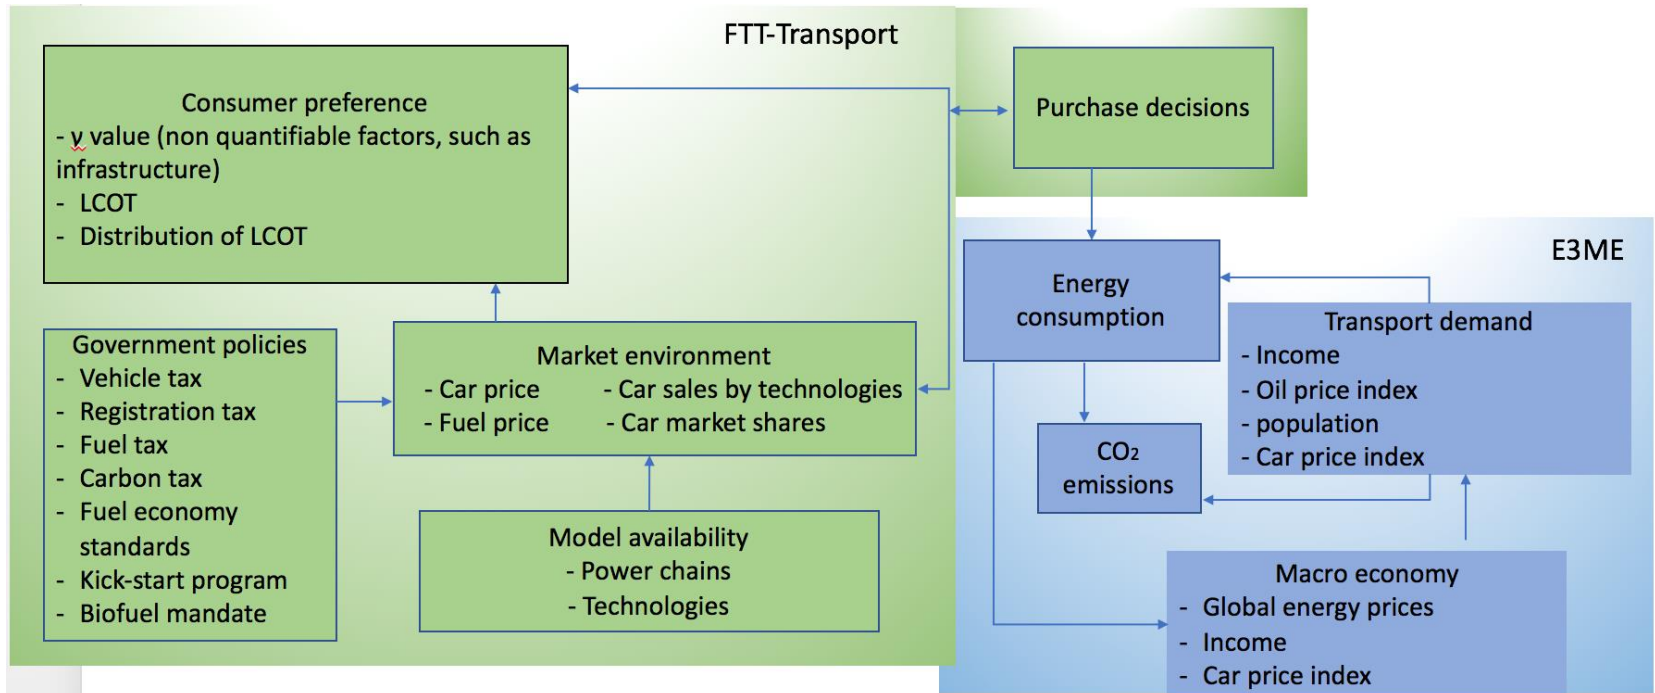 FTT-Transport
Consumer preference
- γ value (non quantifiable factors, such as
infrastructure)
- LCOT
- Distribution of LCOT
Purchase decisions
E3ME
Energy
consumption
Transport demand
- Income
- Oil price index
- population
- Car price index
Government policies
- Vehicle tax
- Registration tax
- Fuel tax
- Carbon tax
- Fuel economy
standards
- Kick-start program
- Biofuel mandate
Market environment
- Car price - Car sales by technologies
- Fuel price - Car market shares
CO₂
emissions
Model availability
- Power chains
- Technologies
Macro economy
- Global energy prices
- Income
- Car price index